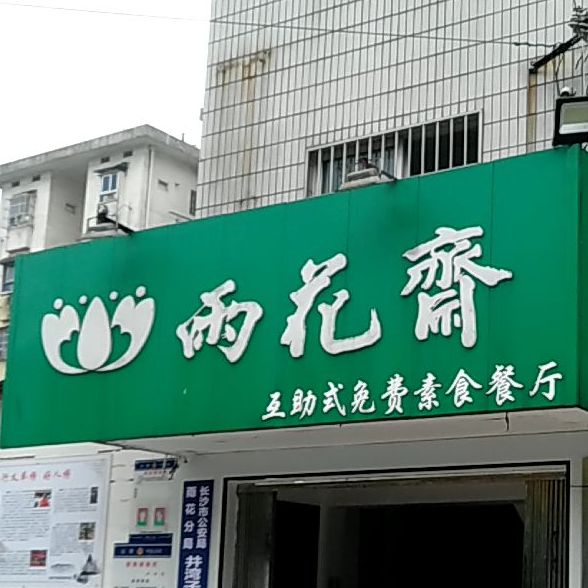 雨花齋
互助式免费素食餐厅
长沙市公安局
雨花分局
井湾子